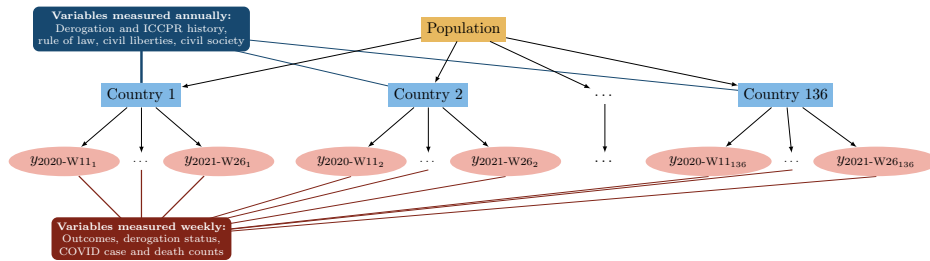 Variables measured annually:
Derogation and ICCPR history,
rule of law, civil liberties, civil society
Population
Country 1
Country 2
...
Country 136
y2020-W11₁
...
y2021-W26₁
y2020-W11₂
...
y2021-W26₂
...
y2020-W11₁₃₆
...
y2021-W26₁₃₆
Variables measured weekly:
Outcomes, derogation status,
COVID case and death counts